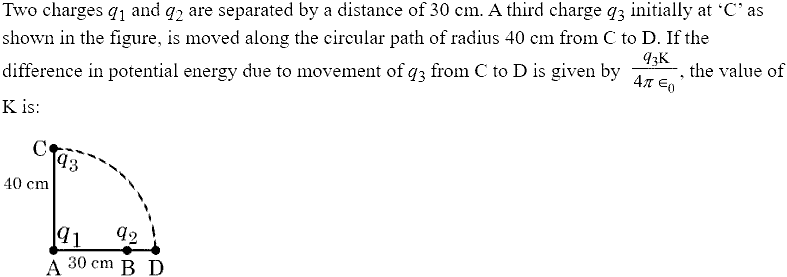 Two charges q₁ and q₂ are separated by a distance of 30 cm. A third charge q₃ initially at ‘C’ as
shown in the figure, is moved along the circular path of radius 40 cm from C to D. If the
difference in potential energy due to movement of q₃ from C to D is given by q₃K / 4π ∈₀, the value of
K is:
C
q₃
40 cm
q₁ q₂
A 30 cm B D